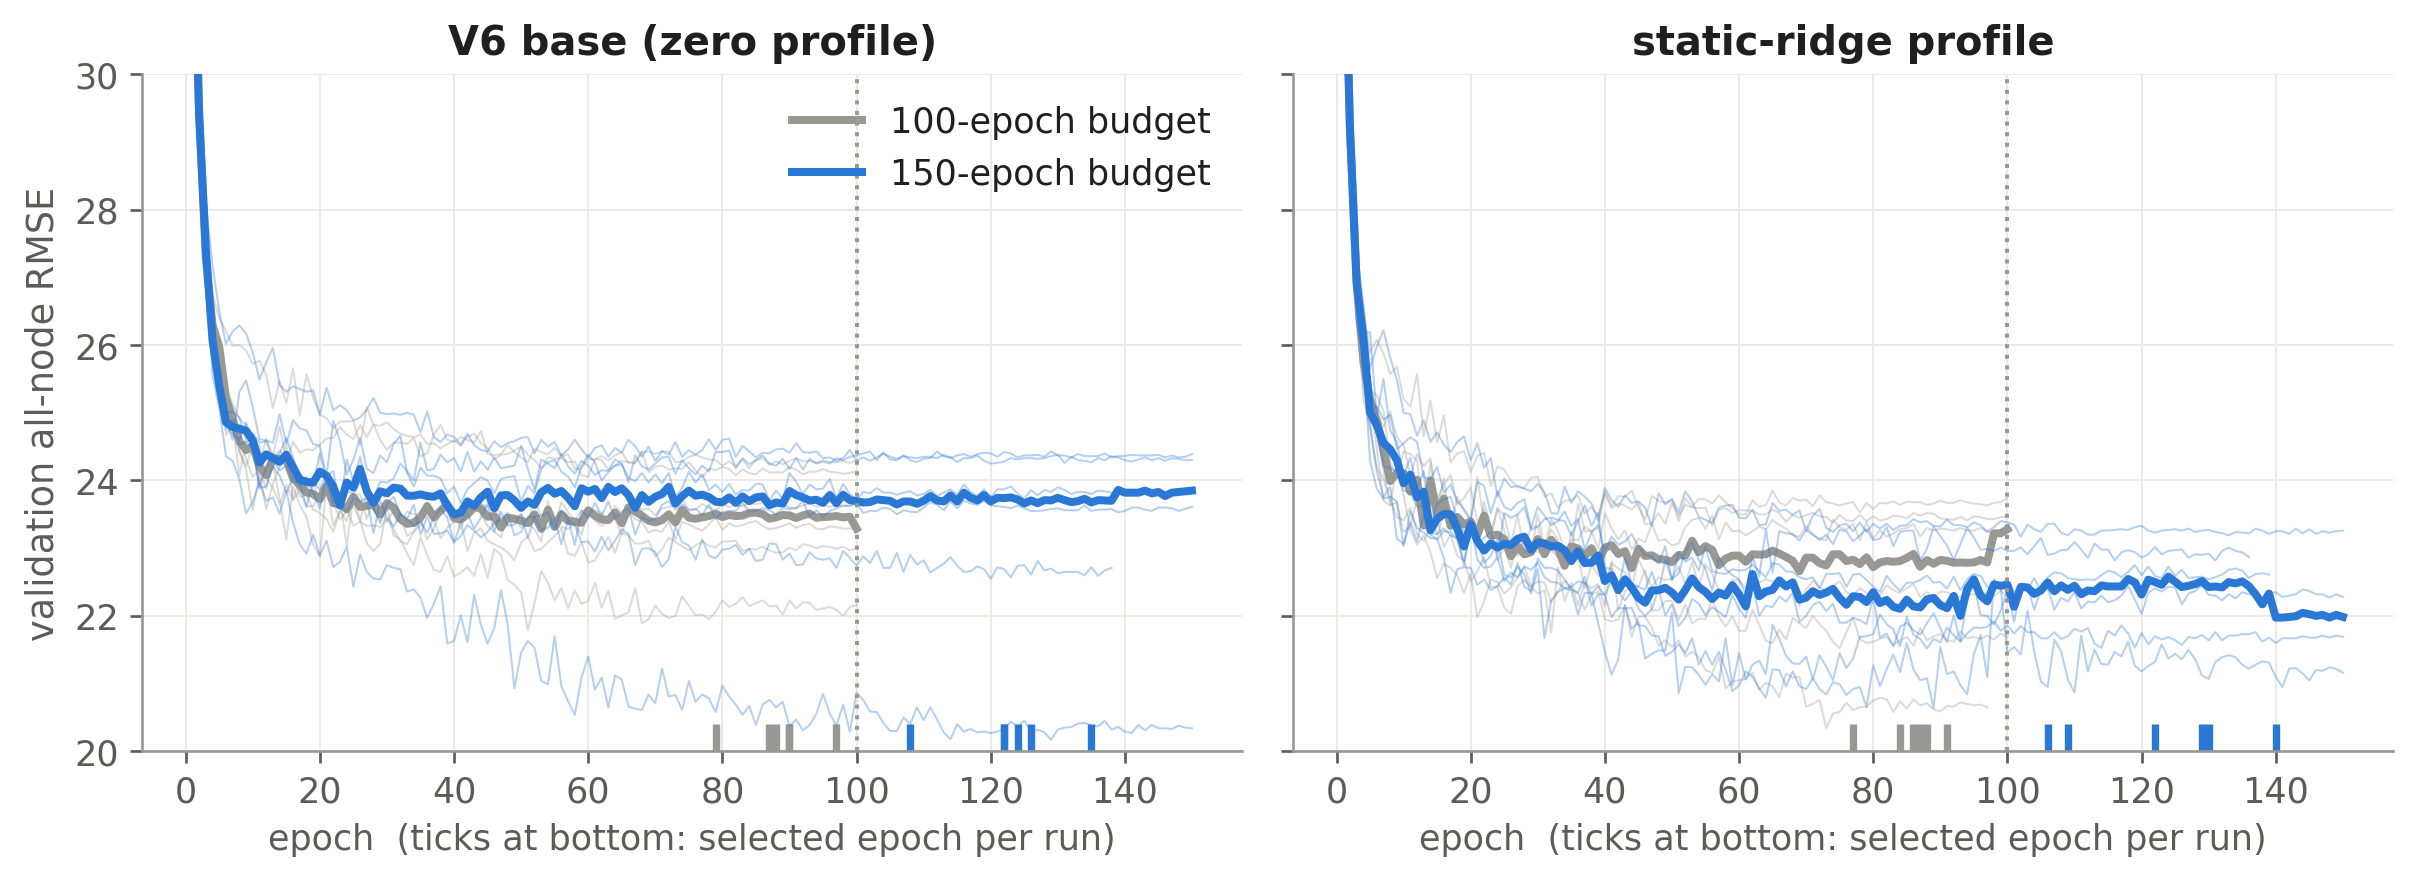 V6 base (zero profile)
static-ridge profile
100-epoch budget
150-epoch budget
validation all-node RMSE
30
28
26
24
22
20
0 20 40 60 80 100 120 140
0 20 40 60 80 100 120 140
epoch  (ticks at bottom: selected epoch per run)
epoch  (ticks at bottom: selected epoch per run)